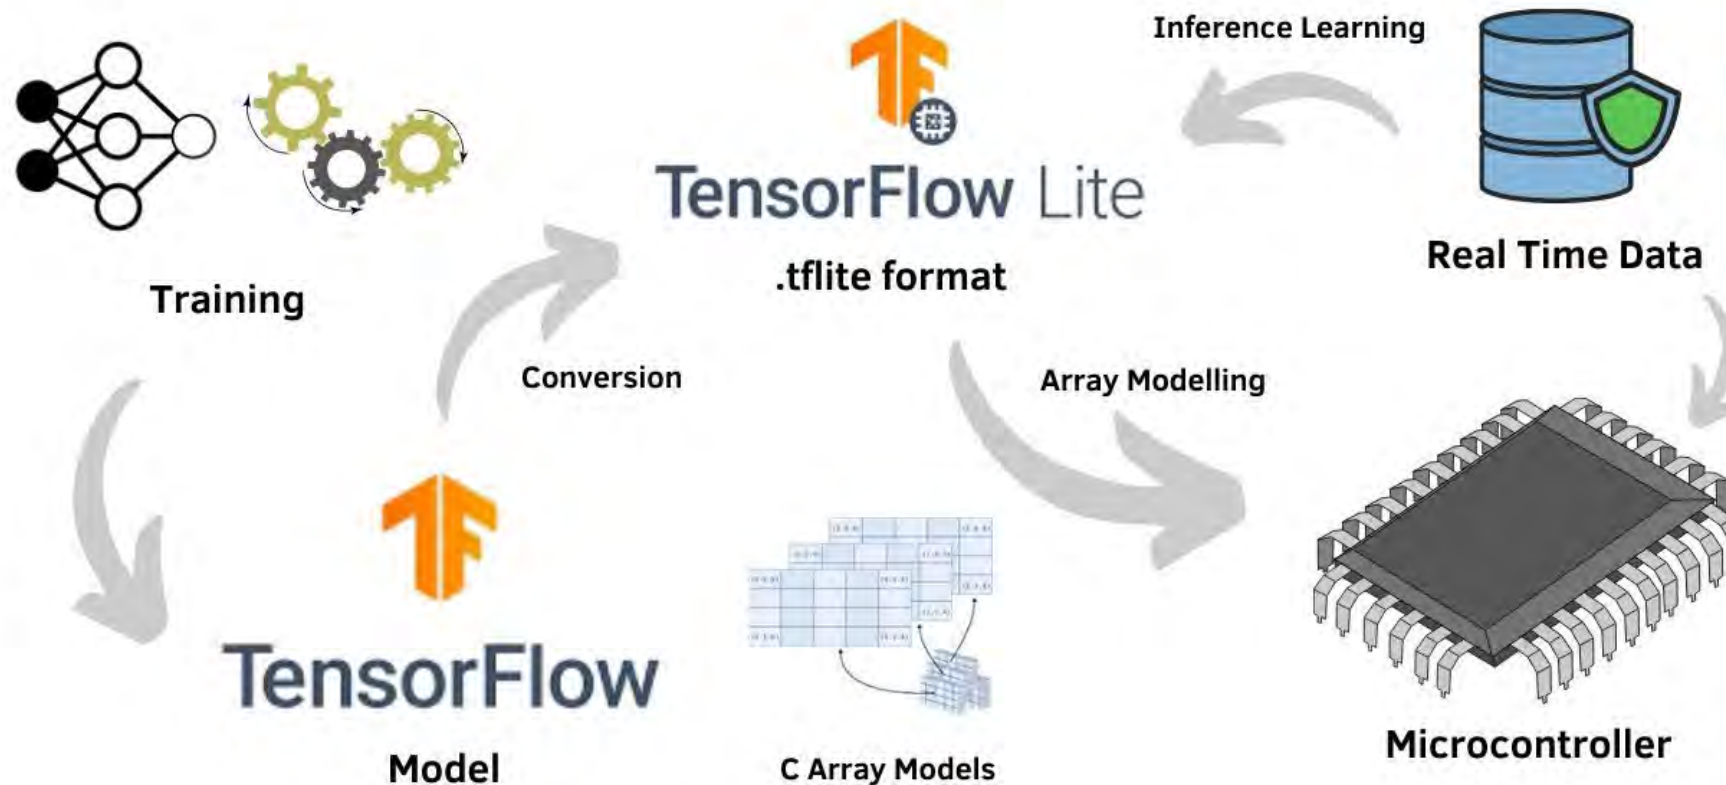 Inference Learning
TensorFlow Lite
.tflite format
Real Time Data
Training
Conversion
Array Modelling
TensorFlow
Model
C Array Models
Microcontroller